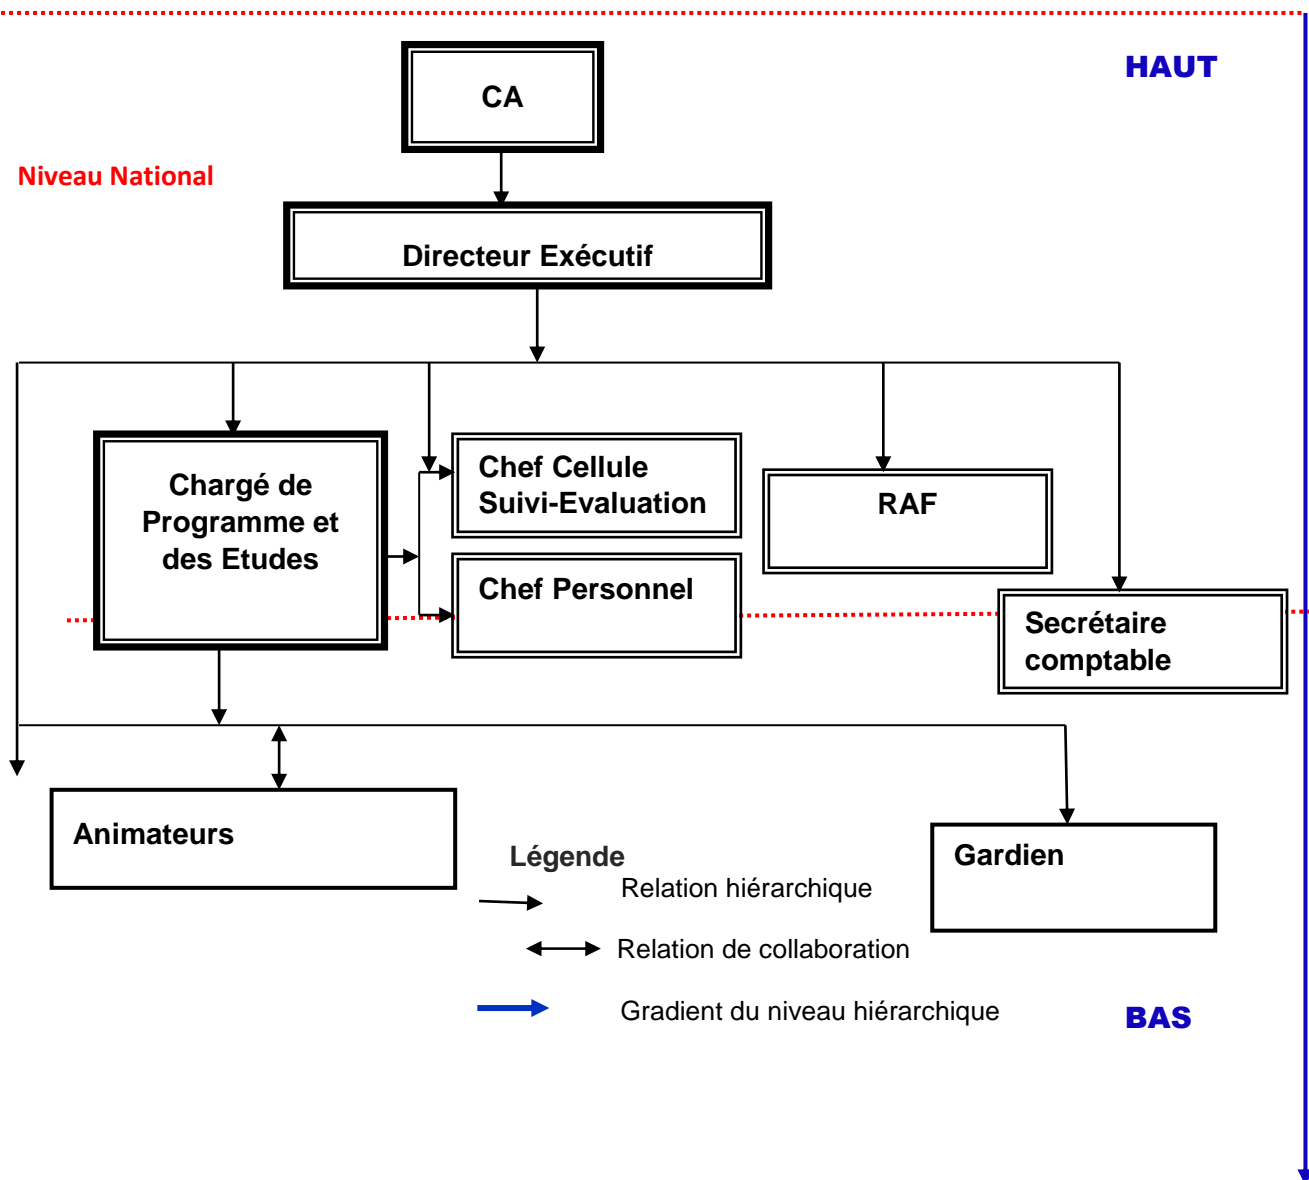 HAUT
CA
Niveau National
Directeur Exécutif
Chargé de
Programme et
des Etudes
Chef Cellule
Suivi-Evaluation
RAF
Chef Personnel
Secrétaire
comptable
Animateurs
Gardien
Légende
Relation hiérarchique
Relation de collaboration
Gradient du niveau hiérarchique
BAS